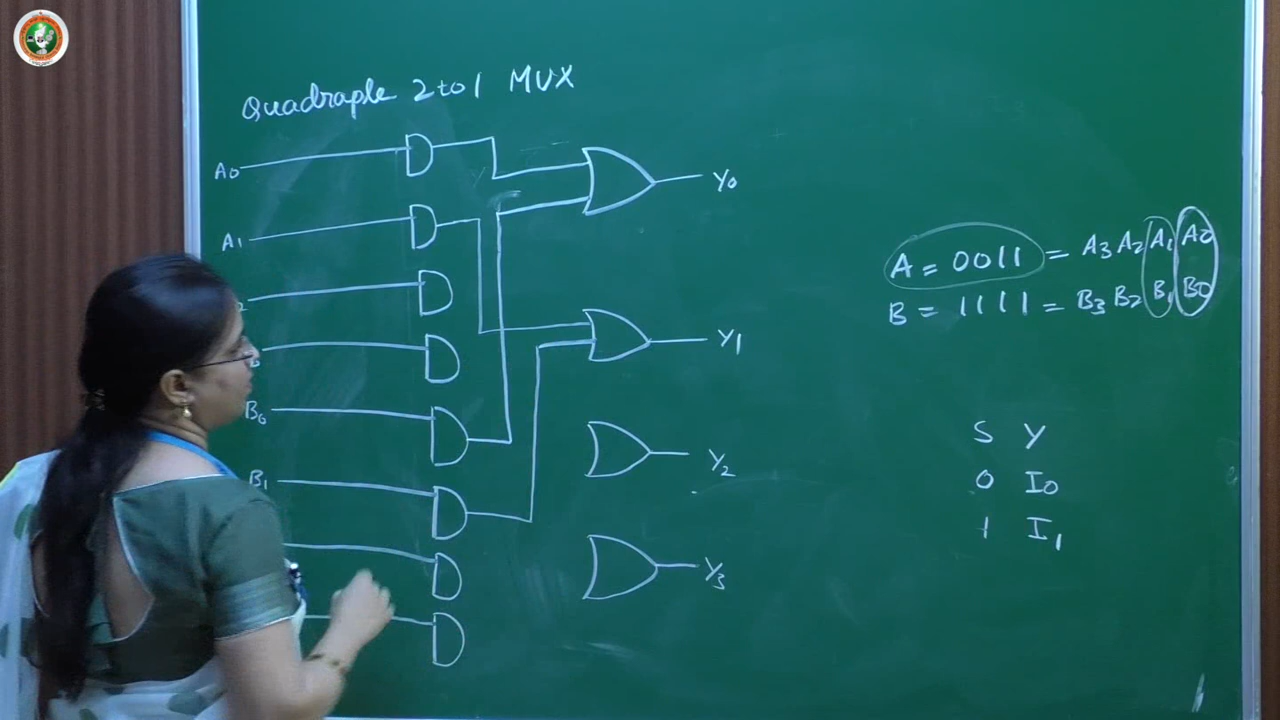 Quadraple 2 to 1 MUX
A0
Y0
A1
A = 0011 = A3 A2 A1 A0
B = 1111 = B3 B2 B1 B0
2
Y1
B0
S Y
Y2
B1
0 I0
1 I1
Y3